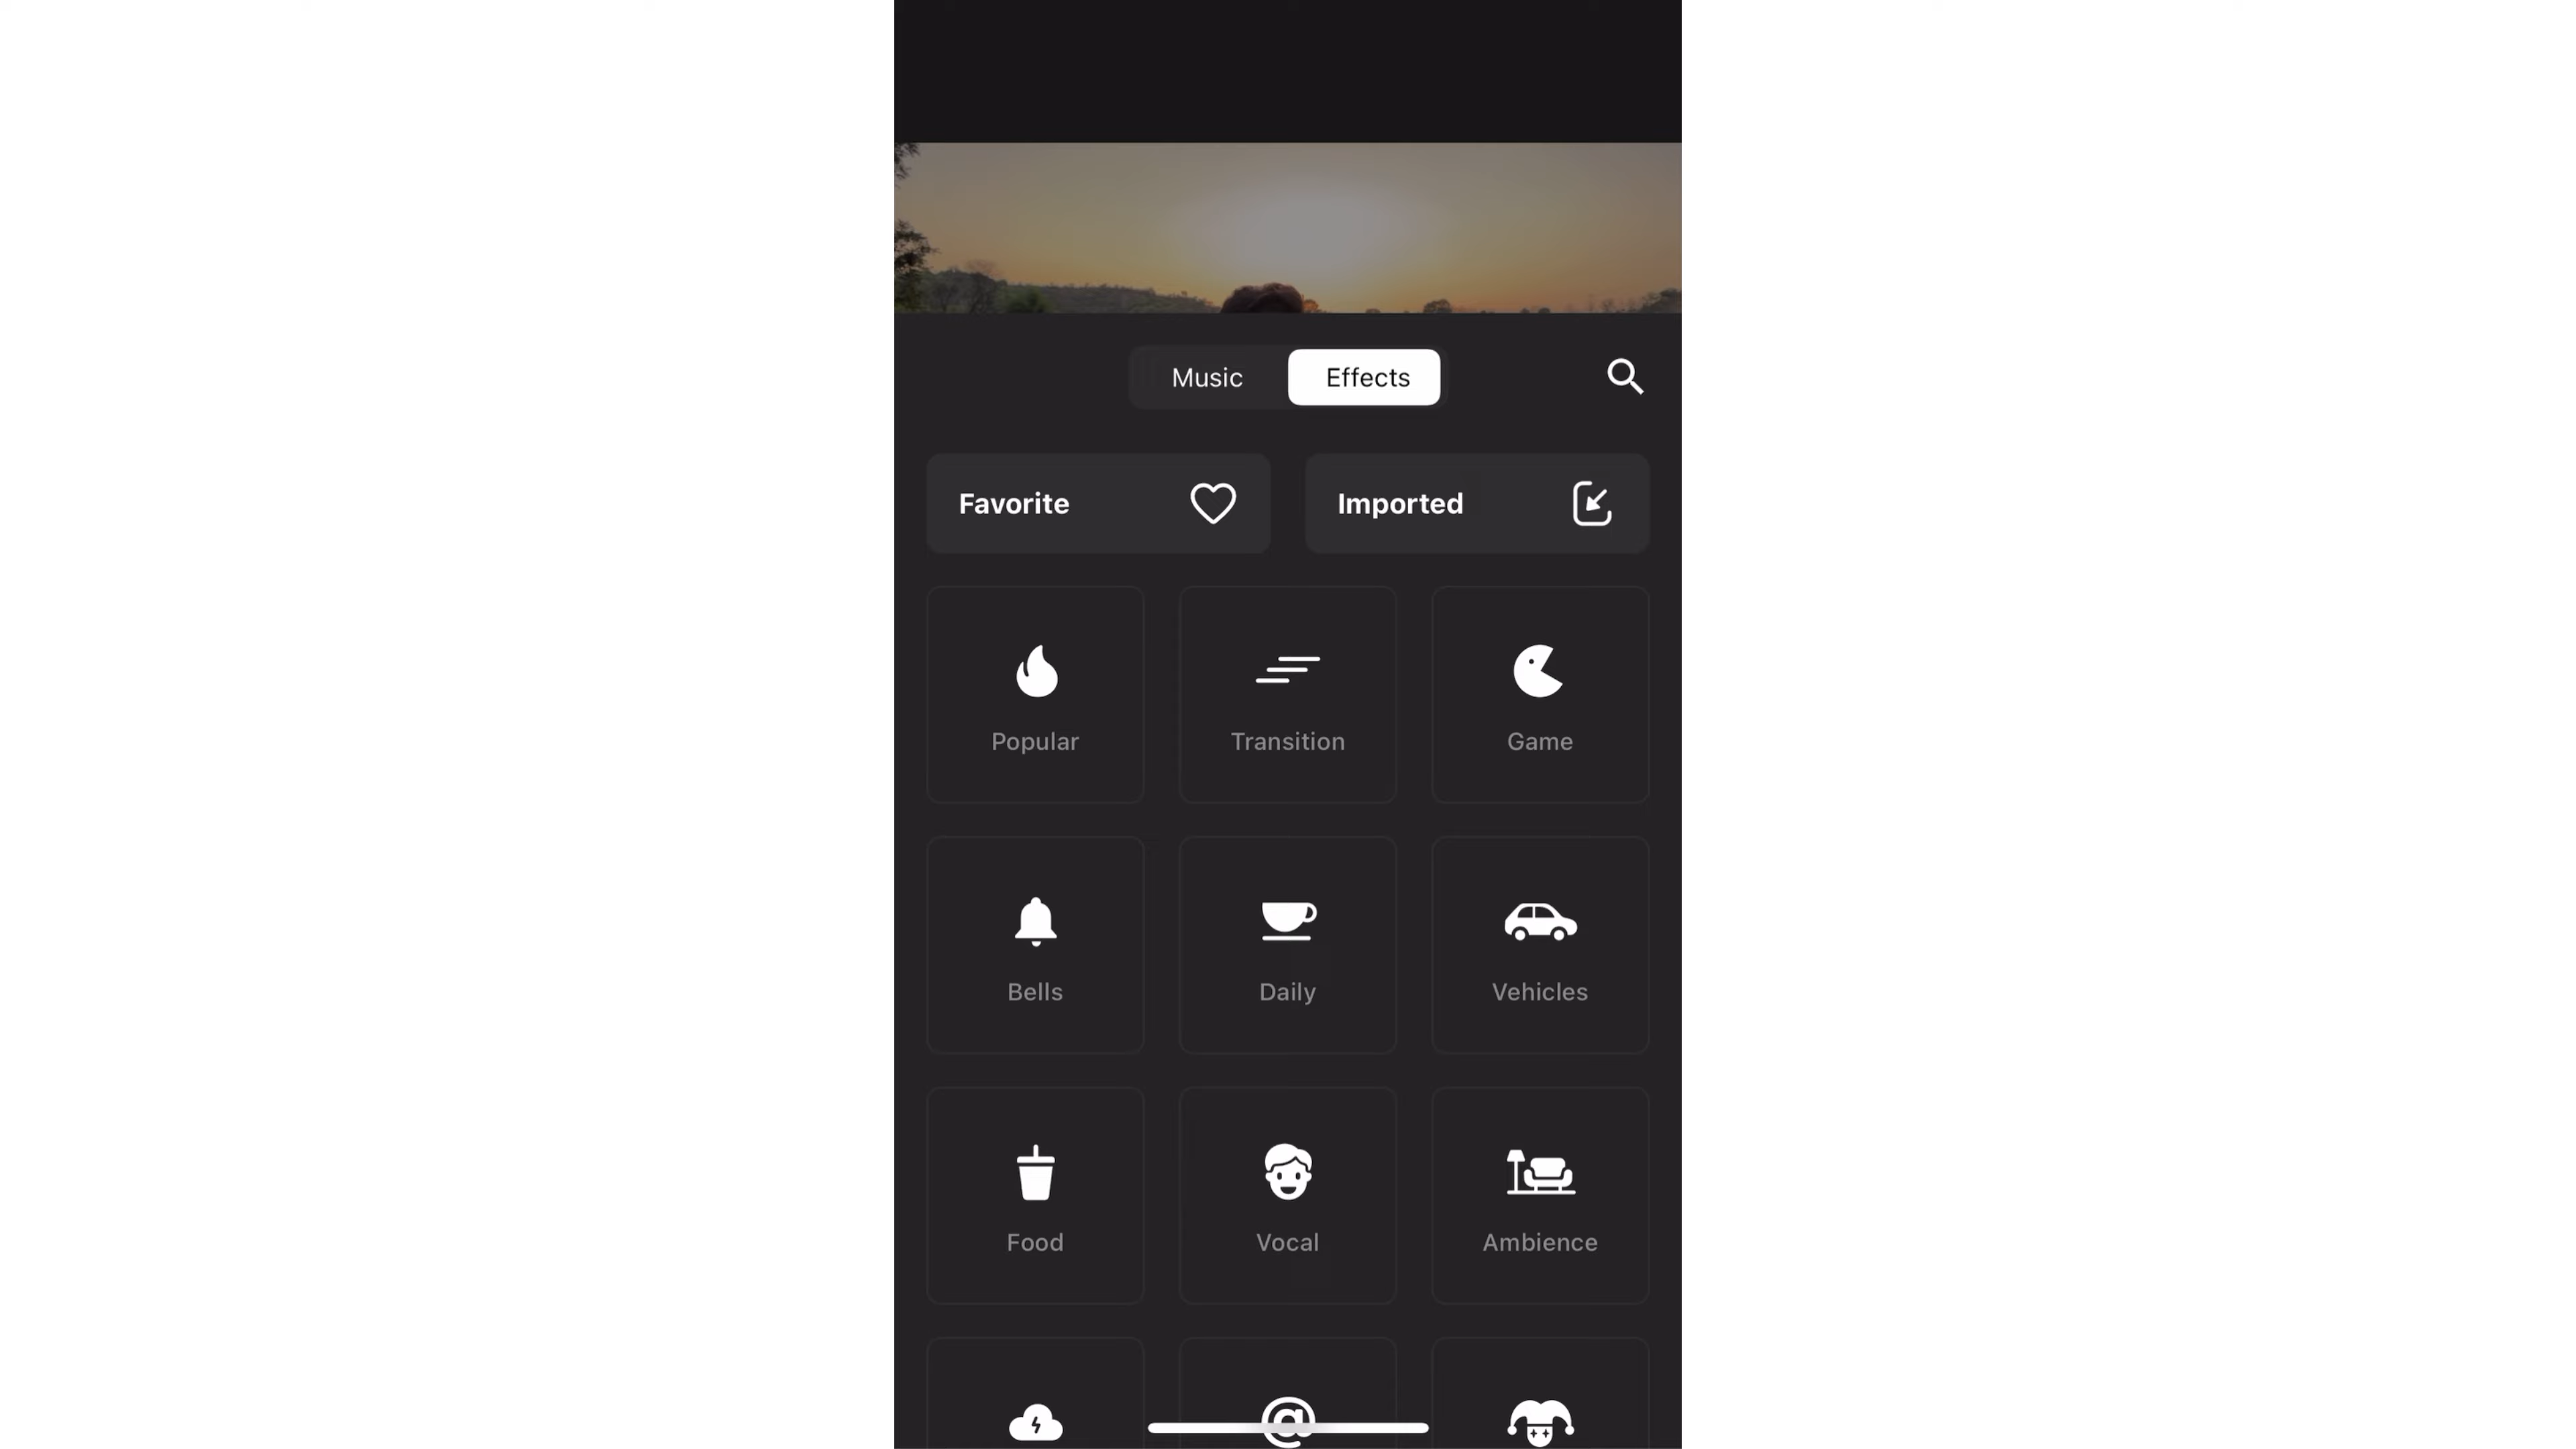 Music Effects
Favorite Imported
Popular Transition Game
Bells Daily Vehicles
Food Vocal Ambience
@